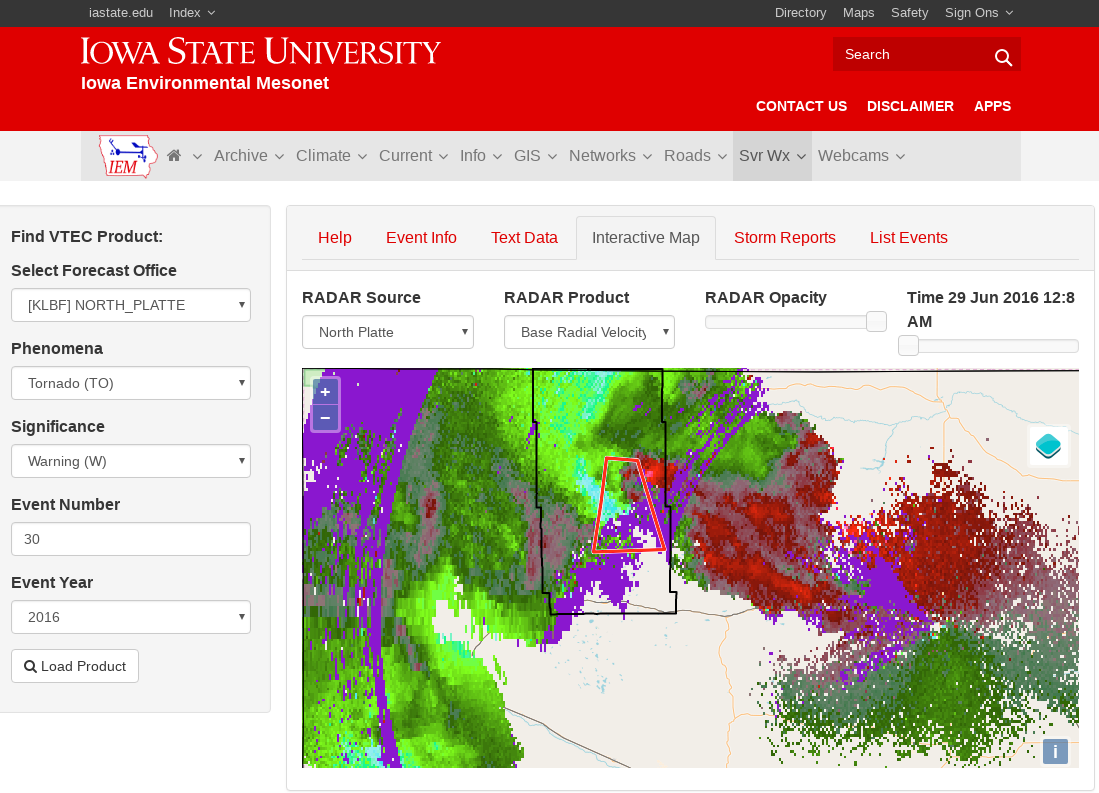 iastate.edu Index
Directory Maps Safety Sign Ons
IOWA STATE UNIVERSITY
Search
Iowa Environmental Mesonet
CONTACT US DISCLAIMER APPS
IEM Archive Climate Current Info GIS Networks Roads Svr Wx Webcams
Find VTEC Product:
Select Forecast Office
[KLBF] NORTH_PLATTE
Phenomena
Tornado (TO)
Significance
Warning (W)
Event Number
30
Event Year
2016
Load Product
Help Event Info Text Data Interactive Map Storm Reports List Events
RADAR Source
North Platte
RADAR Product
Base Radial Velocity
RADAR Opacity
Time 29 Jun 2016 12:8
AM
+
−
i